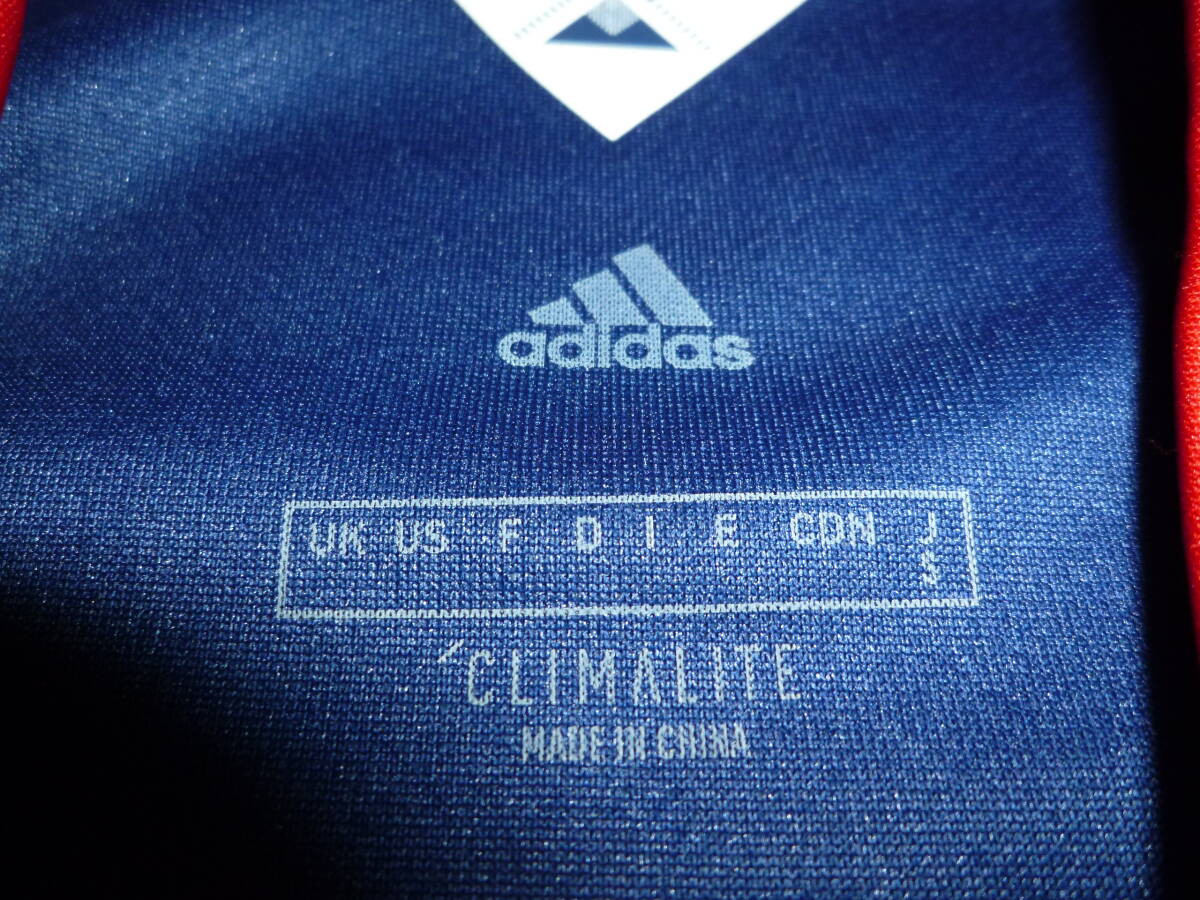 adidas
UK US F D I Æ CDN J
S
CLIMALITE
MADE IN CHINA